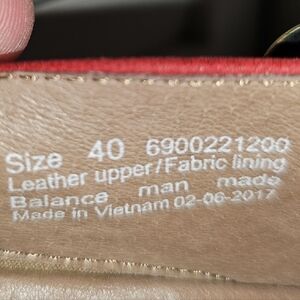 Size 40 6900221200
Leather upper/Fabric lining
Balance man made
Made in Vietnam 02-06-2017